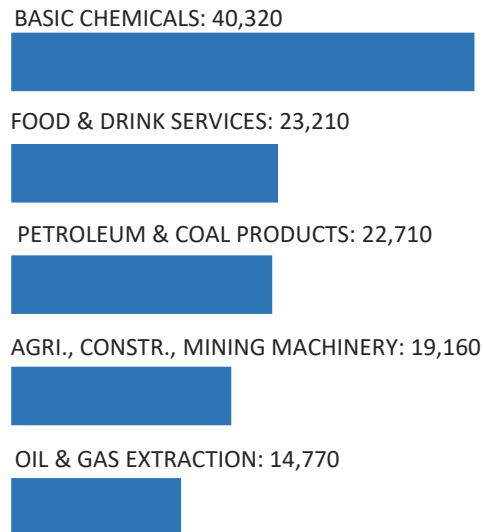 BASIC CHEMICALS: 40,320
FOOD & DRINK SERVICES: 23,210
PETROLEUM & COAL PRODUCTS: 22,710
AGRI., CONSTR., MINING MACHINERY: 19,160
OIL & GAS EXTRACTION: 14,770